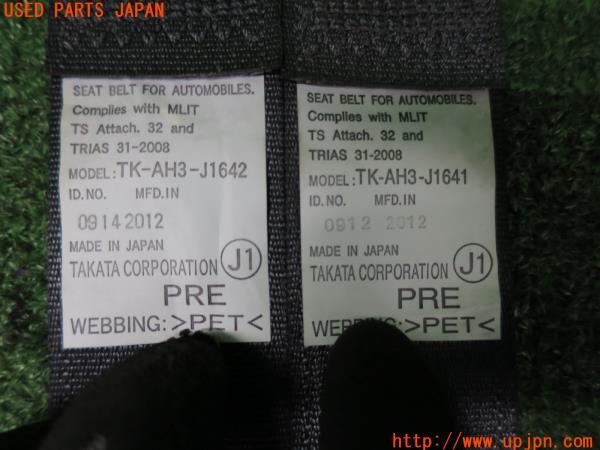 USED PARTS JAPAN
SEAT BELT FOR AUTOMOBILES.
Complies with MLIT
TS Attach. 32 and
TRIAS 31-2008
MODEL:TK-AH3-J1642
ID.NO. MFD.IN
09142012
MADE IN JAPAN
TAKATA CORPORATION J1
PRE
WEBBING:>PET<
SEAT BELT FOR AUTOMOBILES.
Complies with MLIT
TS Attach. 32 and
TRIAS 31-2008
MODEL:TK-AH3-J1641
ID.NO. MFD.IN
0912 2012
MADE IN JAPAN
TAKATA CORPORATION J1
PRE
WEBBING:>PET<
http://www.upjpn.com/